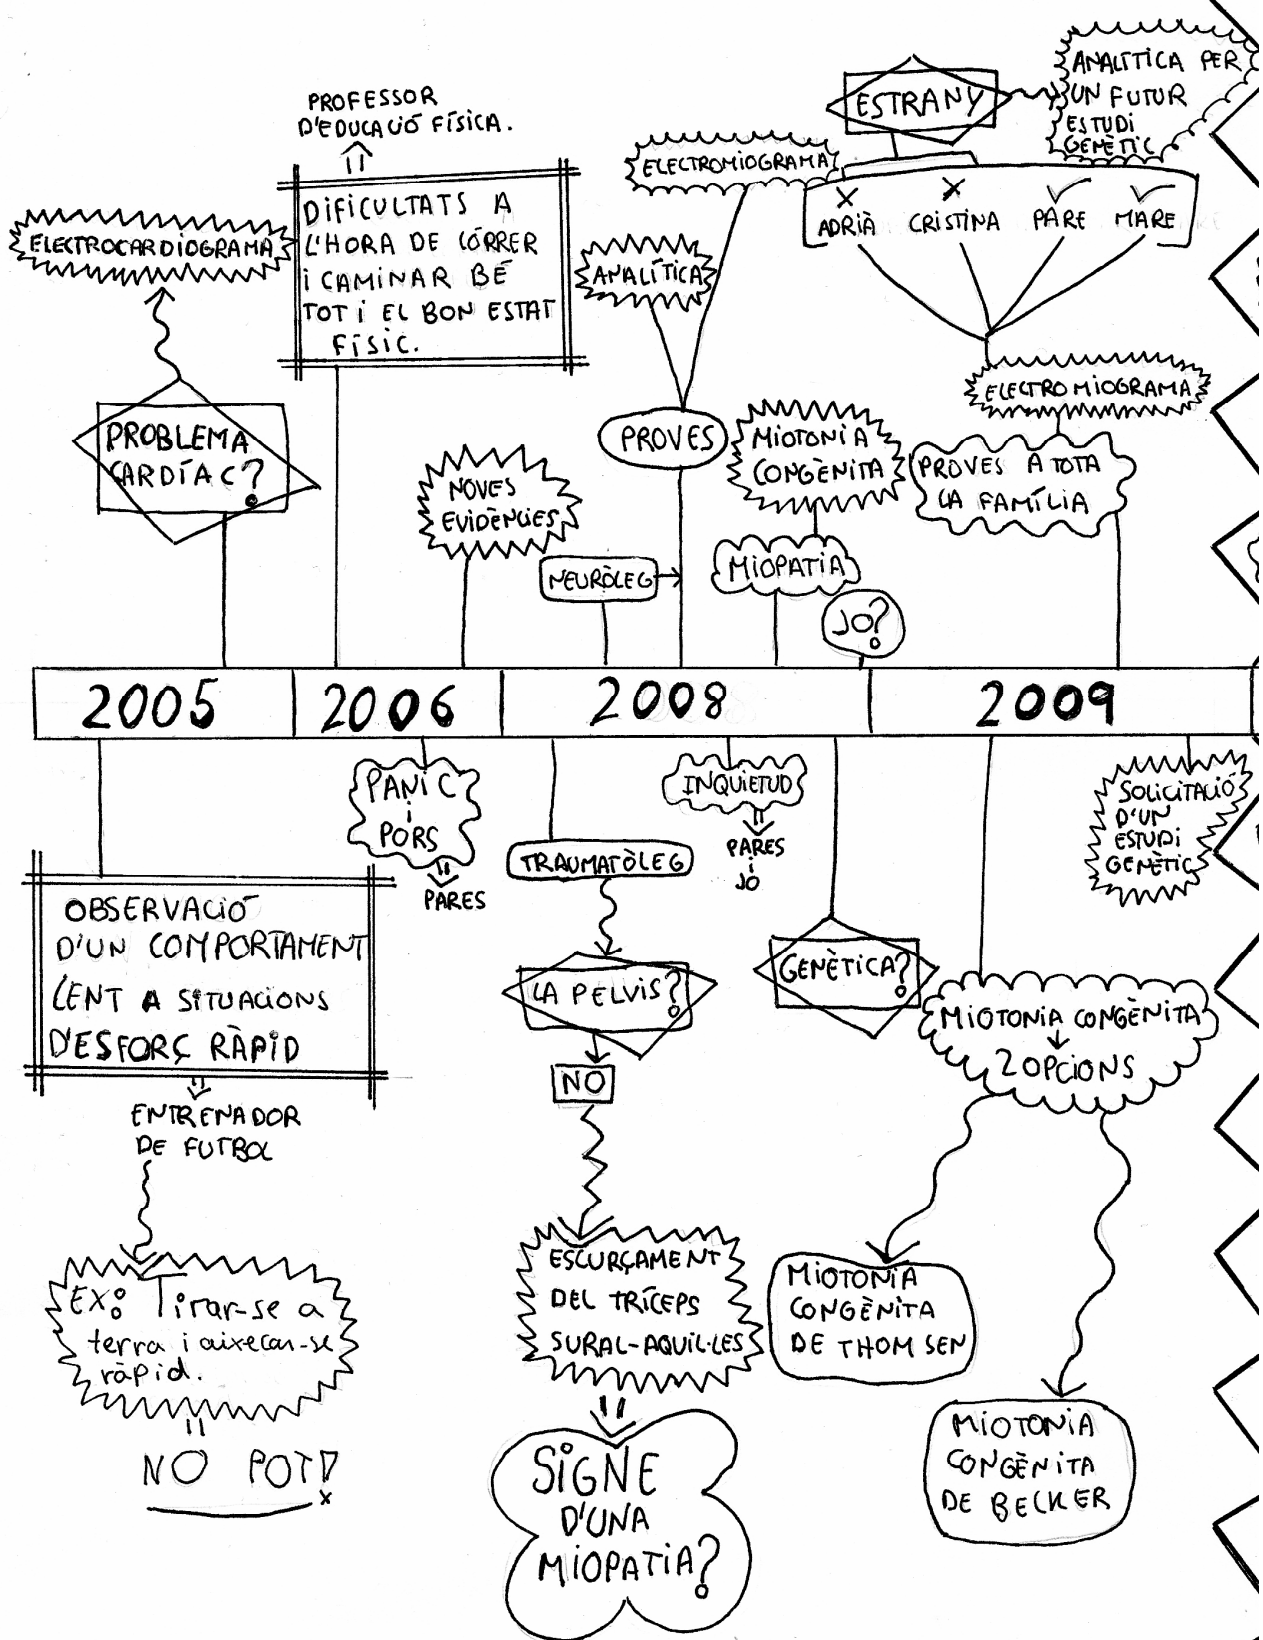 PROFESSOR
D'EDUCACIÓ FÍSICA.
DIFICULTATS A
L'HORA DE CÓRRER
I CAMINAR BÉ
TOT I EL BON ESTAT
FÍSIC.
ELECTROCARDIOGRAMA
PROBLEMA
CARDÍAC?
NOVES
EVIDÈNCIES
ELECTROMIOGRAMA
ANALÍTICA
PROVES
NEURÒLEG
MIOTONIA
CONGÈNITA
MIOPATIA
JO?
ESTRANY
ANALÍTICA PER
UN FUTUR
ESTUDI
GENÈTIC
ADRIÀ CRISTINA PARE MARE
ELECTROMIOGRAMA
PROVES A TOTA
LA FAMÍLIA
2005 2006 2008 2009
OBSERVACIÓ
D'UN COMPORTAMENT
LENT A SITUACIONS
D'ESFORÇ RÀPID
ENTRENADOR
DE FUTBOL
EX: Tirar-se a
terra i aixecar-se
ràpid.
NO POT!
PANIC
i
PORS
PARES
TRAUMATÒLEG
LA PELVIS?
NO
ESCURÇAMENT
DEL TRÍCEPS
SURAL-AQUIL·LES
SIGNE
D'UNA
MIOPATIA?
INQUIETUD
PARES
i
JO
GENÈTICA?
MIOTONIA CONGÈNITA
2 OPCIONS
MIOTONIA
CONGÈNITA
DE THOMSEN
MIOTONIA
CONGÈNITA
DE BECKER
SOLICITACIÓ
D'UN
ESTUDI
GENÈTIC